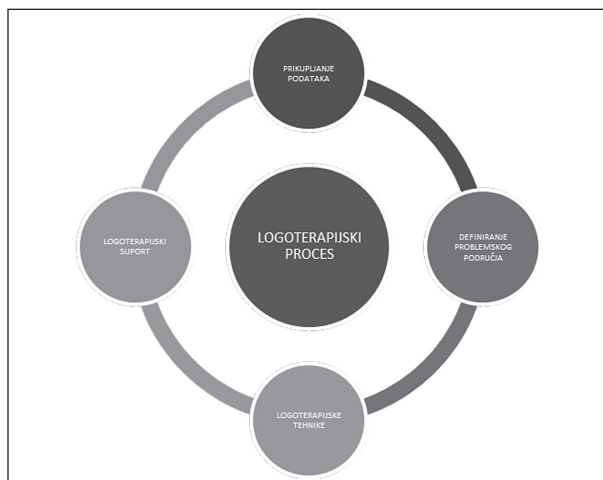 PRIKUPLJANJE
PODATAKA
LOGOTERAPIJSKI
SUPORT
LOGOTERAPIJSKI
PROCES
DEFINIRANJE
PROBLEMSKOG
PODRUČJA
LOGOTERAPIJSKE
TEHNIKE